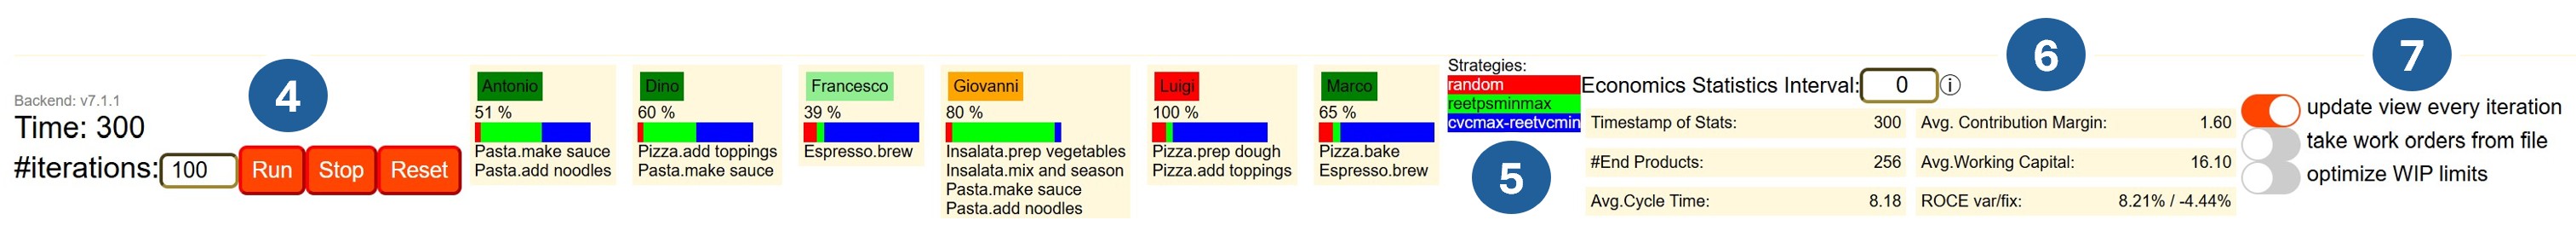 4
Backend: v7.1.1
Time: 300
#iterations: 100 Run Stop Reset
Antonio
51 %
Pasta.make sauce
Pasta.add noodles
Dino
60 %
Pizza.add toppings
Pasta.make sauce
Francesco
39 %
Espresso.brew
Giovanni
80 %
Insalata.prep vegetables
Insalata.mix and season
Pasta.make sauce
Pasta.add noodles
Luigi
100 %
Pizza.prep dough
Pizza.add toppings
Marco
65 %
Pizza.bake
Espresso.brew
Strategies:
random
reetpsminmax
cvcmax-reetvcmin
5
6
Economics Statistics Interval: 0 ⓘ
Timestamp of Stats: 300 Avg. Contribution Margin: 1.60
#End Products: 256 Avg.Working Capital: 16.10
Avg.Cycle Time: 8.18 ROCE var/fix: 8.21% / -4.44%
7
update view every iteration
take work orders from file
optimize WIP limits